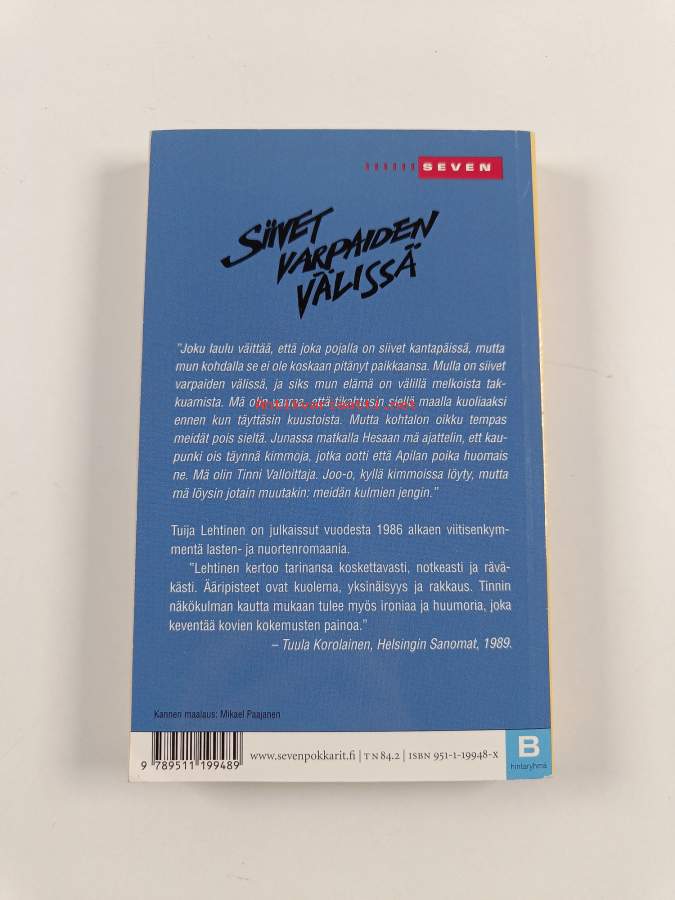 SEVEN
SIIVET
VARPAIDEN
VÄLISSÄ
"Joku laulu väittää, että joka pojalla on siivet kantapäissä, mutta
mun kohdalla se ei ole koskaan pitänyt paikkaansa. Mulla on siivet
varpaiden välissä, ja siks mun elämä on välillä melkoista tak-
kuamista. Mä olin varma, että tikahtusin siellä maalla kuoliaaksi
ennen kun täyttäsin kuustoista. Mutta kohtalon oikku tempas
meidät pois sieltä. Junassa matkalla Hesaan mä ajattelin, ett kau-
punki ois täynnä kimmoja, jotka ootti että Apilan poika huomais
ne. Mä olin Tinni Valloittaja. Joo-o, kyllä kimmoissa löyty, mutta
mä löysin jotain muutakin: meidän kulmien jengin."
Tuija Lehtinen on julkaissut vuodesta 1986 alkaen viitisenkym-
mentä lasten- ja nuortenromaania.
"Lehtinen kertoo tarinansa koskettavasti, notkeasti ja rävä-
kästi. Ääripisteet ovat kuolema, yksinäisyys ja rakkaus. Tinnin
näkökulman kautta mukaan tulee myös ironiaa ja huumoria, joka
keventää kovien kokemusten painoa."
– Tuula Korolainen, Helsingin Sanomat, 1989.
Kannen maalaus: Mikael Paajanen
www.sevenpokkarit.fi | TN 84.2 | ISBN 951-1-19948-X
B
hintaryhmä
9 789511 199489